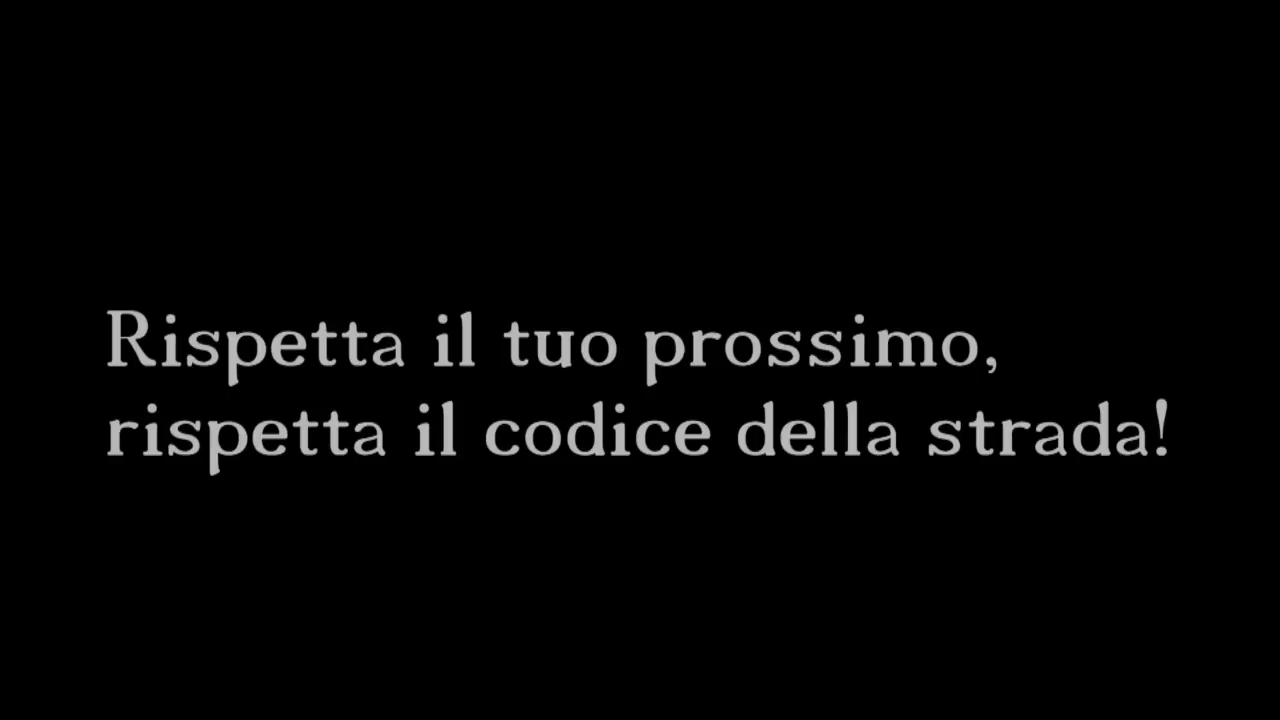 Rispetta il tuo prossimo,
rispetta il codice della strada!